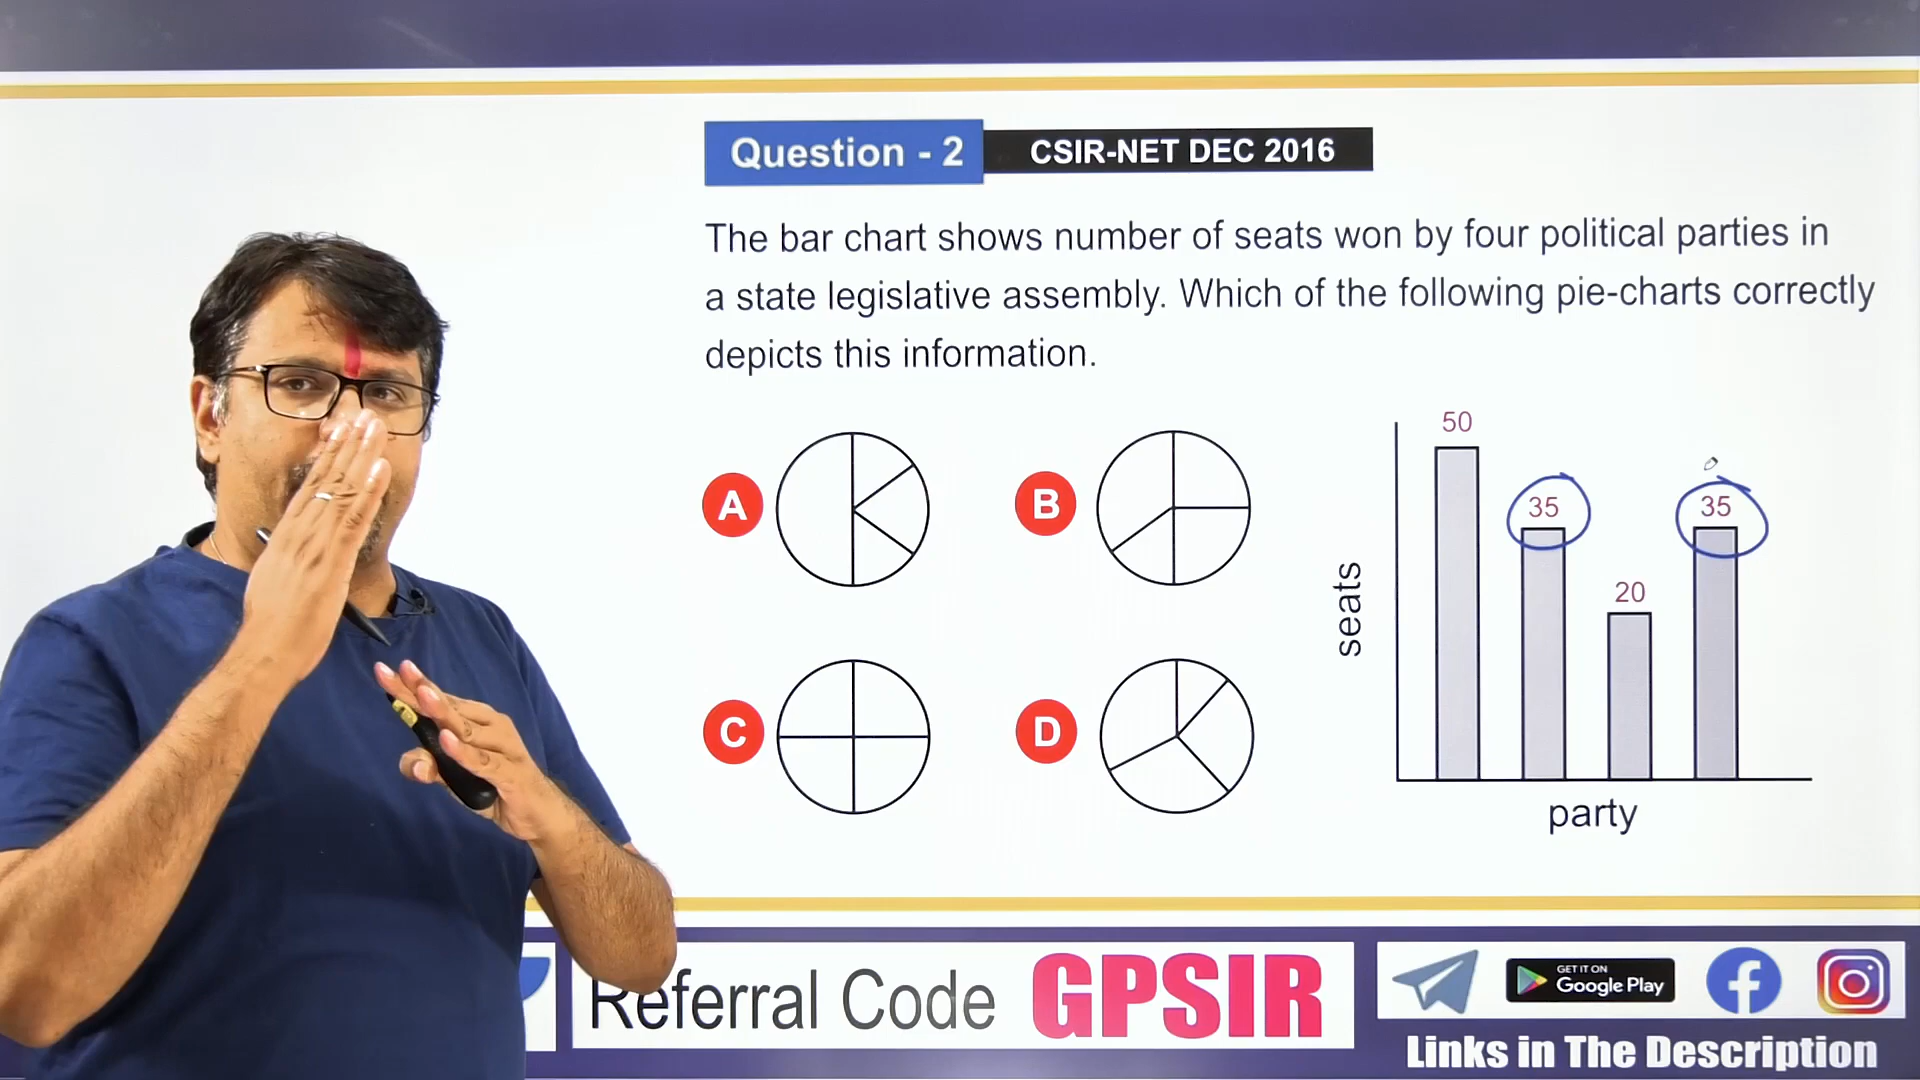 Question - 2
CSIR-NET DEC 2016
The bar chart shows number of seats won by four political parties in
a state legislative assembly. Which of the following pie-charts correctly
depicts this information.
A
B
C
D
50
35
35
20
seats
party
Referral Code GPSIR
GET IT ON
Google Play
Links in The Description